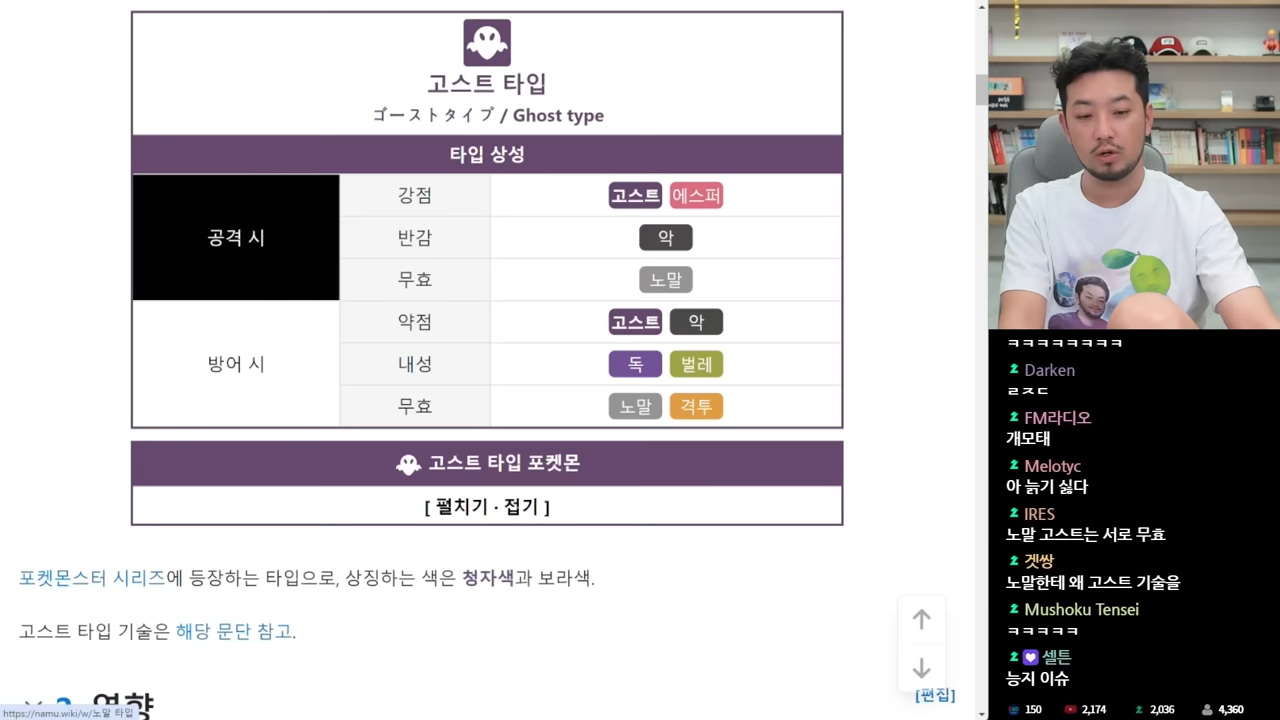 고스트 타입
ゴーストタイプ / Ghost type
타입 상성
공격 시
강점
고스트 에스퍼
반감
악
무효
노말
방어 시
약점
고스트 악
내성
독 벌레
무효
노말 격투
고스트 타입 포켓몬
[ 펼치기 · 접기 ]
포켓몬스터 시리즈에 등장하는 타입으로, 상징하는 색은 청자색과 보라색.
고스트 타입 기술은 해당 문단 참고.
2. 영향
[편집]
https://namu.wiki/w/노말 타입
ㅋㅋㅋㅋㅋㅋㅋㅋ
Darken
ㄹㅈㄷ
FM라디오
개모태
Melotyc
아 늙기 싫다
IRES
노말 고스트는 서로 무효
겟쌍
노말한테 왜 고스트 기술을
Mushoku Tensei
ㅋㅋㅋㅋㅋ
셀튼
능지 이슈
150 2,174 2,036 4,360